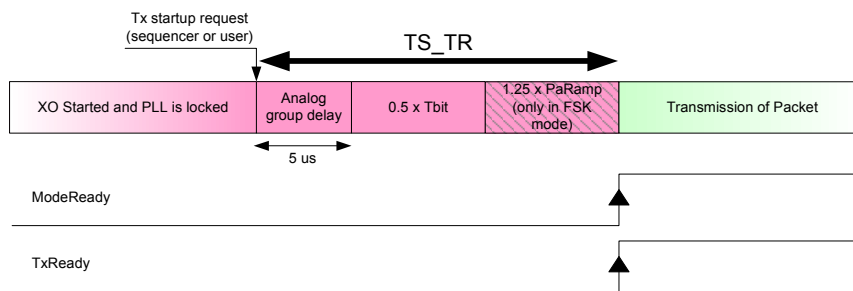 Tx startup request
(sequencer or user)
TS_TR
XO Started and PLL is locked
Analog
group delay
0.5 x Tbit
1.25 x PaRamp
(only in FSK
mode)
Transmission of Packet
5 us
ModeReady
TxReady